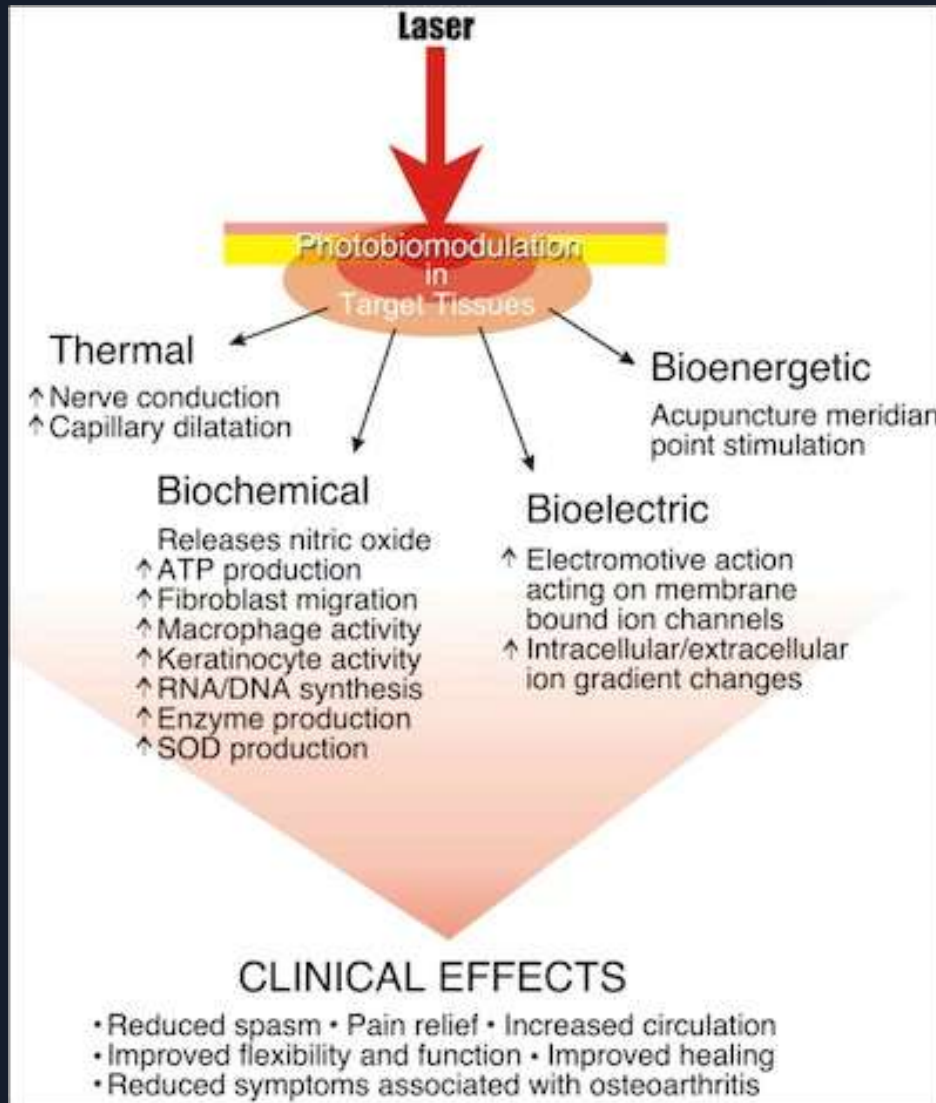 Laser
Photobiomodulation
in
Target Tissues
Thermal
↑ Nerve conduction
↑ Capillary dilatation
Bioenergetic
Acupuncture meridian
point stimulation
Biochemical
Releases nitric oxide
↑ ATP production
↑ Fibroblast migration
↑ Macrophage activity
↑ Keratinocyte activity
↑ RNA/DNA synthesis
↑ Enzyme production
↑ SOD production
Bioelectric
↑ Electromotive action
acting on membrane
bound ion channels
↑ Intracellular/extracellular
ion gradient changes
CLINICAL EFFECTS
• Reduced spasm • Pain relief • Increased circulation
• Improved flexibility and function • Improved healing
• Reduced symptoms associated with osteoarthritis